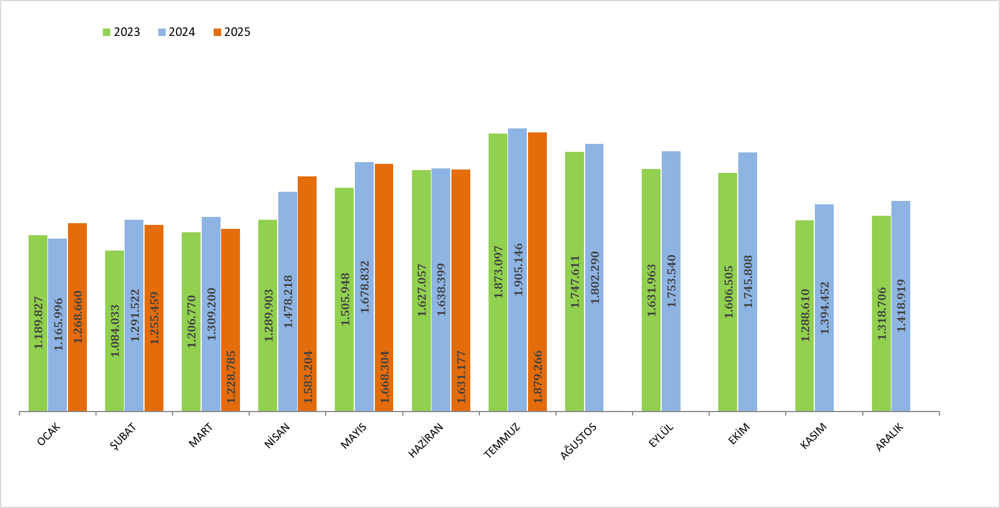 2023 2024 2025
1.189.827
1.165.996
1.268.660
1.084.033
1.291.522
1.255.459
1.206.770
1.309.200
1.228.785
1.289.903
1.478.218
1.583.204
1.505.948
1.678.832
1.668.304
1.627.057
1.638.399
1.631.177
1.873.097
1.905.146
1.879.266
1.747.611
1.802.290
1.631.963
1.753.540
1.606.505
1.745.808
1.288.610
1.394.452
1.318.706
1.418.919
OCAK
ŞUBAT
MART
NİSAN
MAYIS
HAZİRAN
TEMMUZ
AĞUSTOS
EYLÜL
EKİM
KASIM
ARALIK